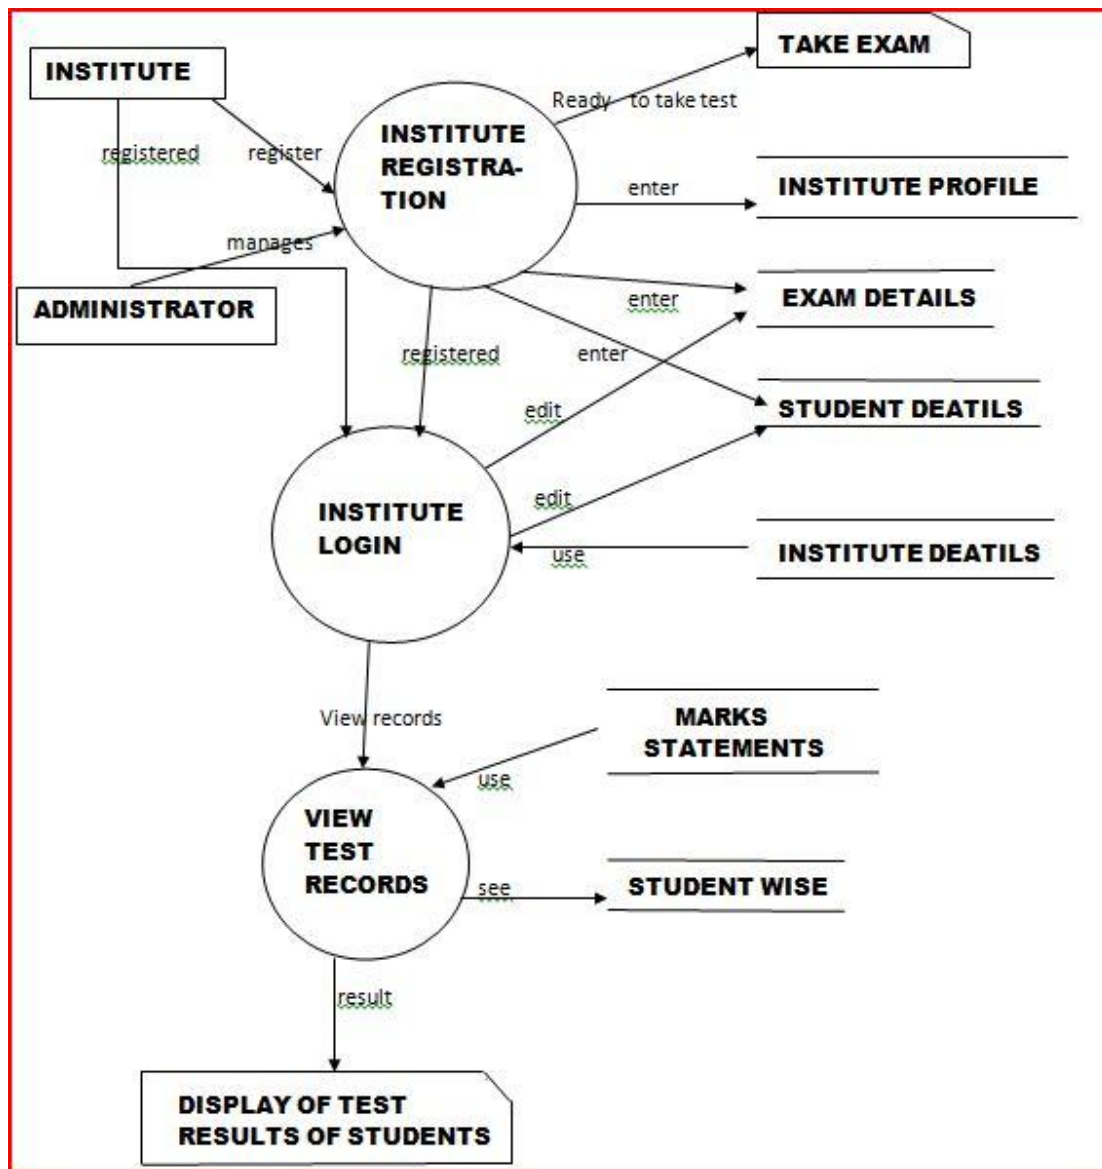 TAKE EXAM
INSTITUTE
Ready to take test
INSTITUTE
REGISTRA-
TION
registered
register
enter
INSTITUTE PROFILE
manages
ADMINISTRATOR
EXAM DETAILS
enter
registered
enter
edit
STUDENT DEATILS
edit
INSTITUTE
LOGIN
use
INSTITUTE DEATILS
View records
MARKS
STATEMENTS
use
VIEW
TEST
RECORDS
see
STUDENT WISE
result
DISPLAY OF TEST
RESULTS OF STUDENTS